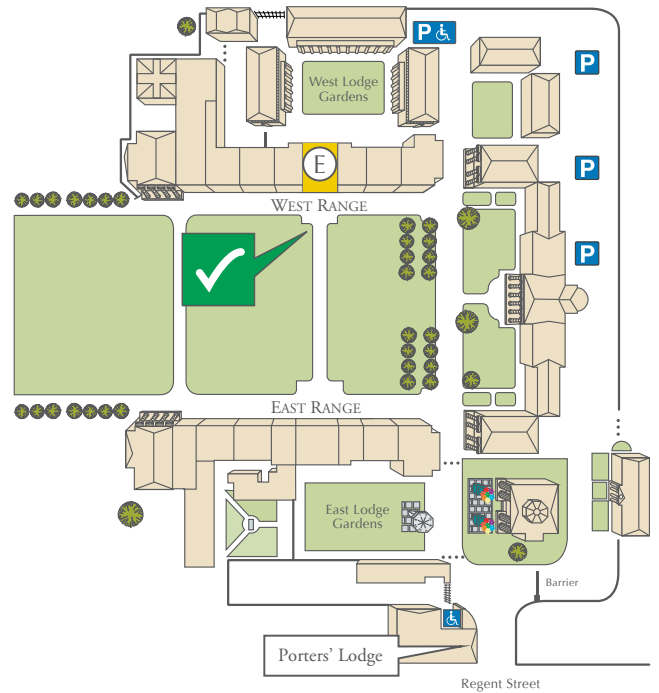 P
West Lodge
Gardens
P
P
E
WEST RANGE
P
EAST RANGE
East Lodge
Gardens
Barrier
Porters' Lodge
Regent Street